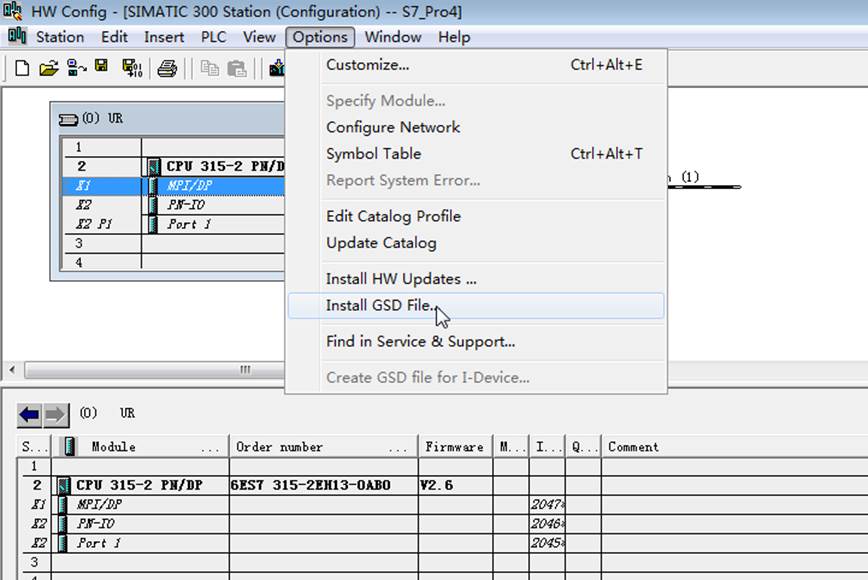 HW Config - [SIMATIC 300 Station (Configuration) -- S7_Pro4]
Station Edit Insert PLC View Options Window Help
Customize... Ctrl+Alt+E
Specify Module...
Configure Network
Symbol Table Ctrl+Alt+T
Report System Error...
Edit Catalog Profile
Update Catalog
Install HW Updates ...
Install GSD File...
Find in Service & Support...
Create GSD file for I-Device...
(0) UR
1
2 CPU 315-2 PN/D
X1 MPI/DP
X2 PN-IO
X2 P1 Port 1
3
4
(1)
(0) UR
S... Module ... Order number ... Firmware M... I... Q... Comment
1
2 CPU 315-2 PN/DP 6ES7 315-2EH13-0AB0 V2.6
X1 MPI/DP 2047*
X2 PN-IO 2046*
X2 Port 1 2045*
3